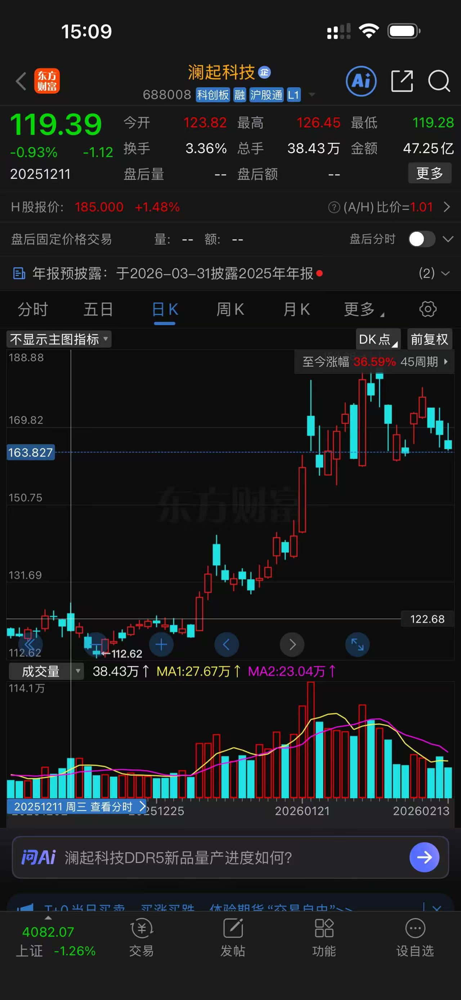 15:09
东方财富
澜起科技 企
688008 科创板 融 沪股通 L1
Ai
119.39 今开 123.82 最高 126.45 最低 119.28
-0.93% -1.12 换手 3.36% 总手 38.43万 金额 47.25亿
20251211 盘后量 -- 盘后额 -- 更多
H股报价: 185.000 +1.48% ? (A/H)比价=1.01
盘后固定价格交易 量: -- 额: -- 盘后分时
年报预披露：于2026-03-31披露2025年年报 (2)
分时 五日 日K 周K 月K 更多
不显示主图指标 DK点 前复权
188.88
至今涨幅 36.59% 45周期
169.82
163.827
东方财富
150.75
131.69
122.68
112.62
←112.62
成交量 38.43万↑ MA1:27.67万↑ MA2:23.04万↑
114.1万
20251211 周三 查看分时 251225 20260121 20260213
问Ai 澜起科技DDR5新品量产进度如何?
T+0当日买卫 买涨买跌 体验期货“交易自由”>>
4082.07
上证 -1.26% 交易 发帖 功能 设自选